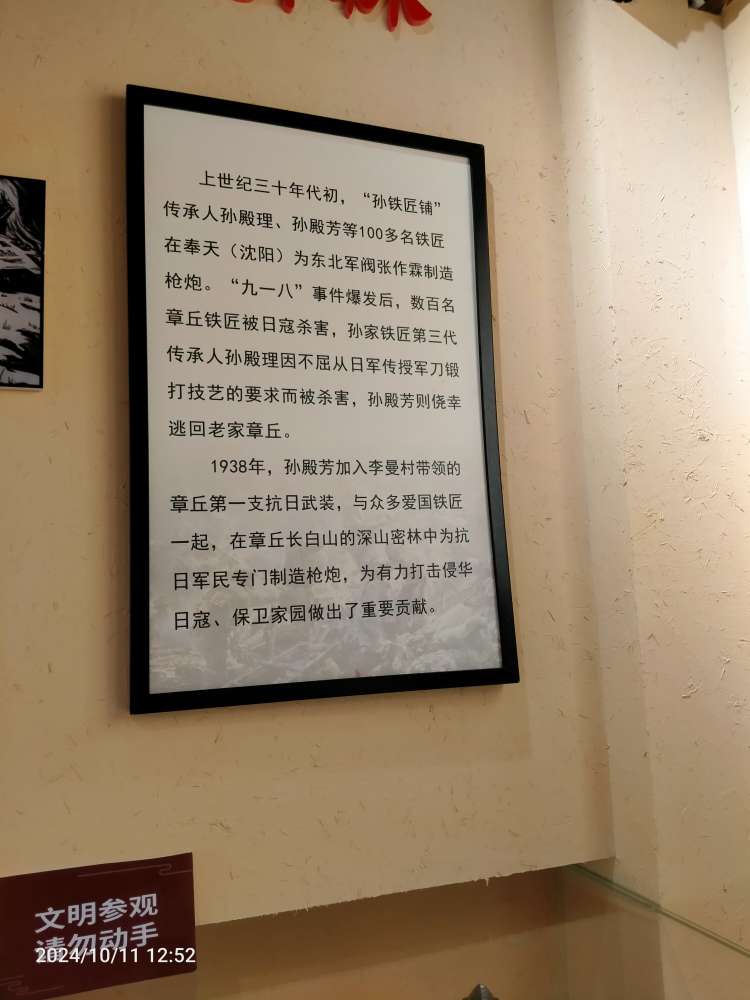 上世纪三十年代初，“孙铁匠铺”
传承人孙殿理、孙殿芳等100多名铁匠
在奉天（沈阳）为东北军阀张作霖制造
枪炮。“九一八”事件爆发后，数百名
章丘铁匠被日寇杀害，孙家铁匠第三代
传承人孙殿理因不屈从日军传授军刀锻
打技艺的要求而被杀害，孙殿芳则侥幸
逃回老家章丘。
1938年，孙殿芳加入李曼村带领的
章丘第一支抗日武装，与众多爱国铁匠
一起，在章丘长白山的深山密林中为抗
日军民专门制造枪炮，为有力打击侵华
日寇、保卫家园做出了重要贡献。
文明参观
请勿动手
2024/10/11 12:52